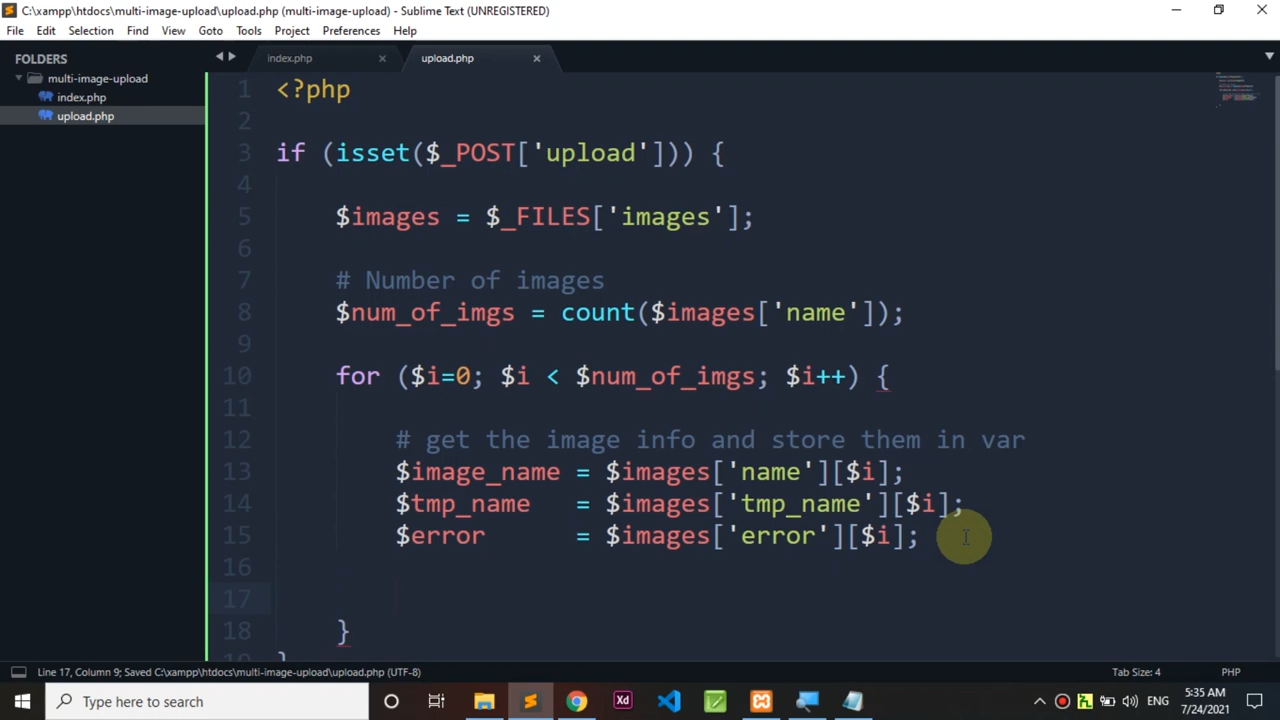 C:\xampp\htdocs\multi-image-upload\upload.php (multi-image-upload) - Sublime Text (UNREGISTERED)
File Edit Selection Find View Goto Tools Project Preferences Help
FOLDERS
multi-image-upload
index.php
upload.php
index.php upload.php
1 <?php
2
3 if (isset($_POST['upload'])) {
4
5 $images = $_FILES['images'];
6
7 # Number of images
8 $num_of_imgs = count($images['name']);
9
10 for ($i=0; $i < $num_of_imgs; $i++) {
11
12 # get the image info and store them in var
13 $image_name = $images['name'][$i];
14 $tmp_name = $images['tmp_name'][$i];
15 $error = $images['error'][$i];
16
17
18 }
19 }
Line 17, Column 9; Saved C:\xampp\htdocs\multi-image-upload\upload.php (UTF-8) Tab Size: 4 PHP
Type here to search
Xd
ENG
5:35 AM
7/24/2021